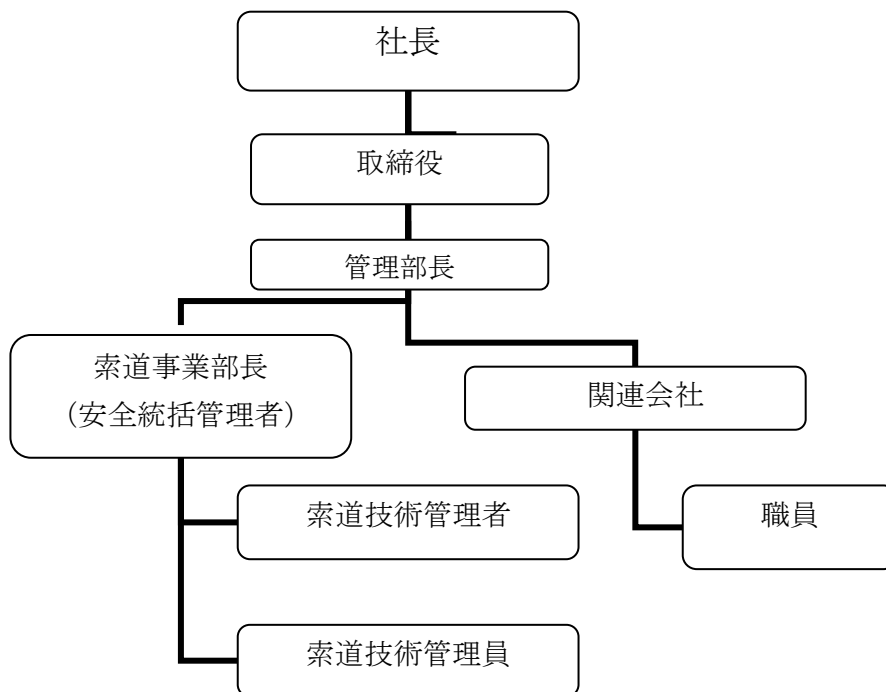 社長
取締役
管理部長
索道事業部長
（安全統括管理者）
関連会社
索道技術管理者
職員
索道技術管理員